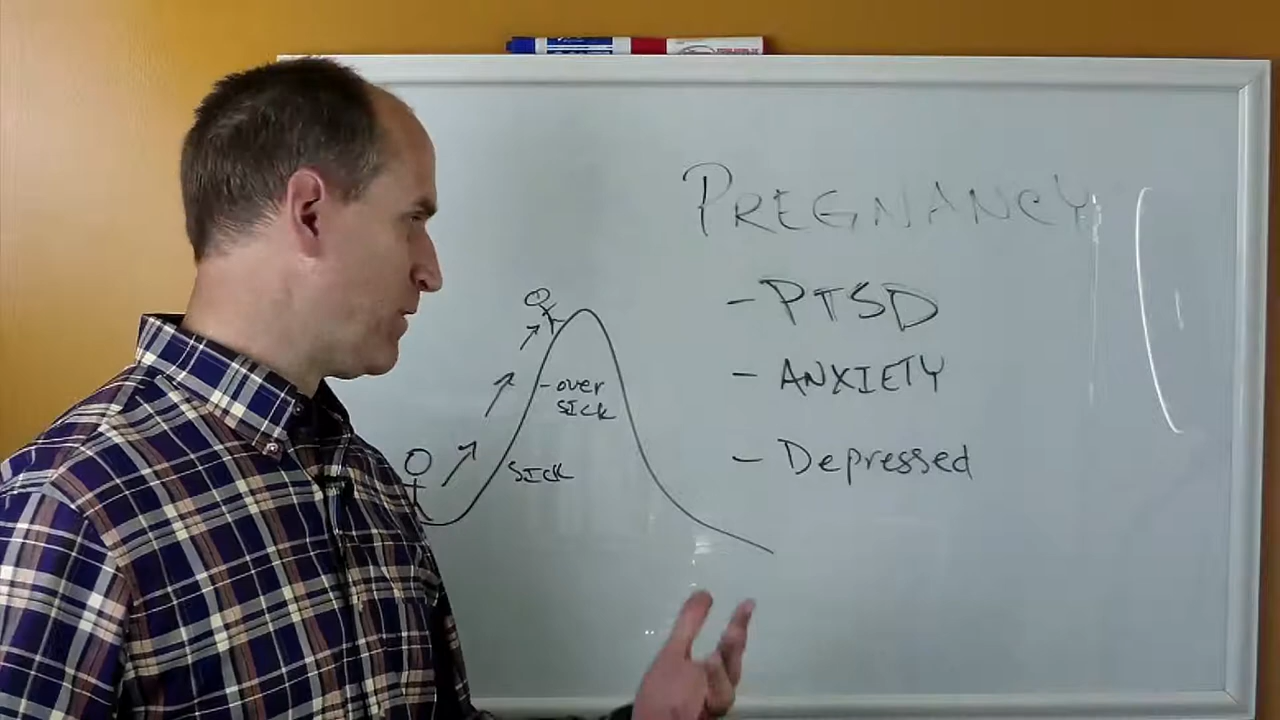 PREGNANCY
- PTSD
- ANXIETY
- Depressed
- over
SICK
SICK